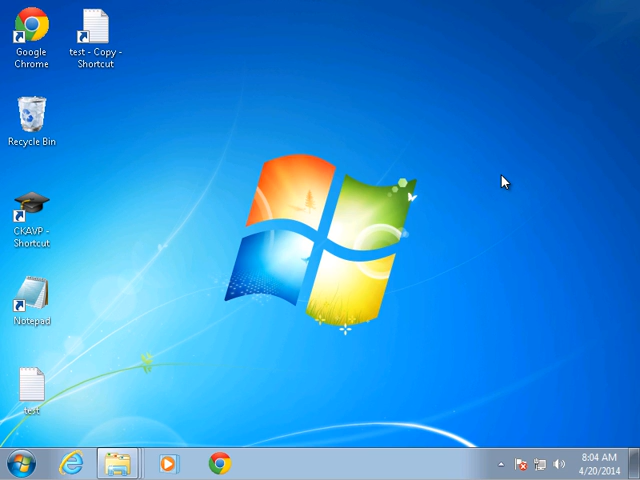 Google
Chrome
test - Copy -
Shortcut
Recycle Bin
CKAVP -
Shortcut
Notepad
test
8:04 AM
4/20/2014